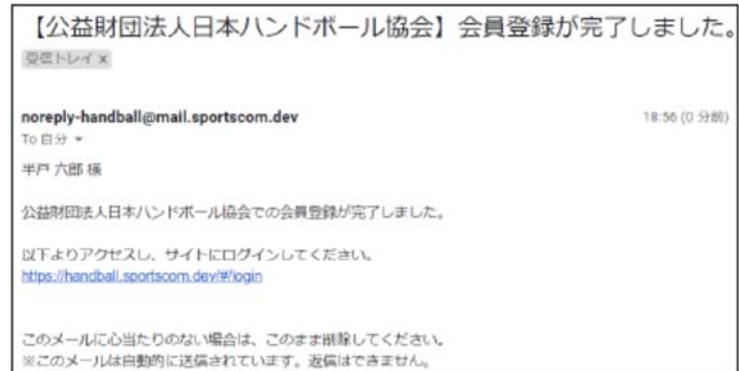 【公益財団法人日本ハンドボール協会】会員登録が完了しました。
受信トレイ x
noreply-handball@mail.sportscom.dev
18:56 (0 分前)
To 自分
半戸 六郎 様
公益財団法人日本ハンドボール協会での会員登録が完了しました。
以下よりアクセスし、サイトにログインしてください。
https://handball.sportscom.dev/#/login
このメールに心当たりのない場合は、このまま削除してください。
※このメールは自動的に送信されています。返信はできません。